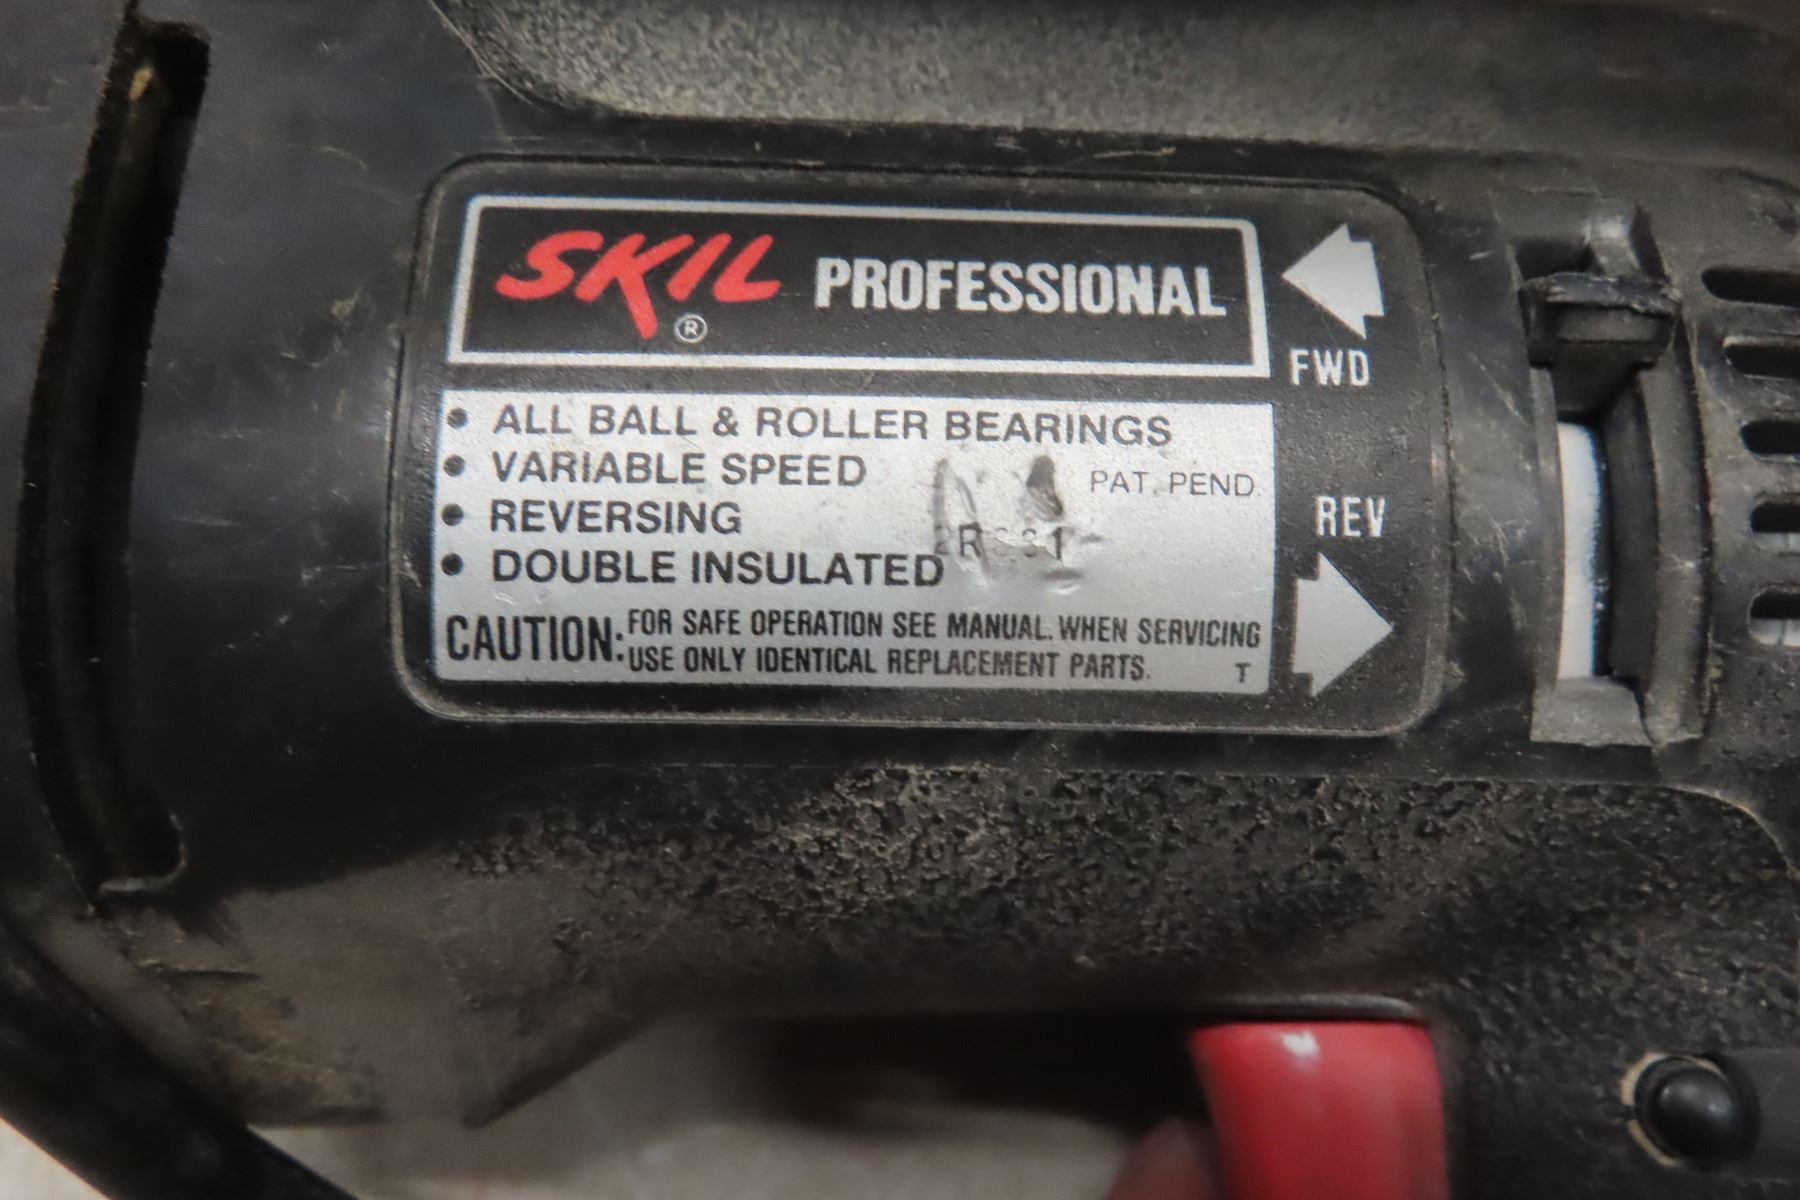 SKIL® PROFESSIONAL
FWD
• ALL BALL & ROLLER BEARINGS
• VARIABLE SPEED
PAT. PEND.
• REVERSING
REV
• DOUBLE INSULATED
CAUTION: FOR SAFE OPERATION SEE MANUAL. WHEN SERVICING
USE ONLY IDENTICAL REPLACEMENT PARTS.
T